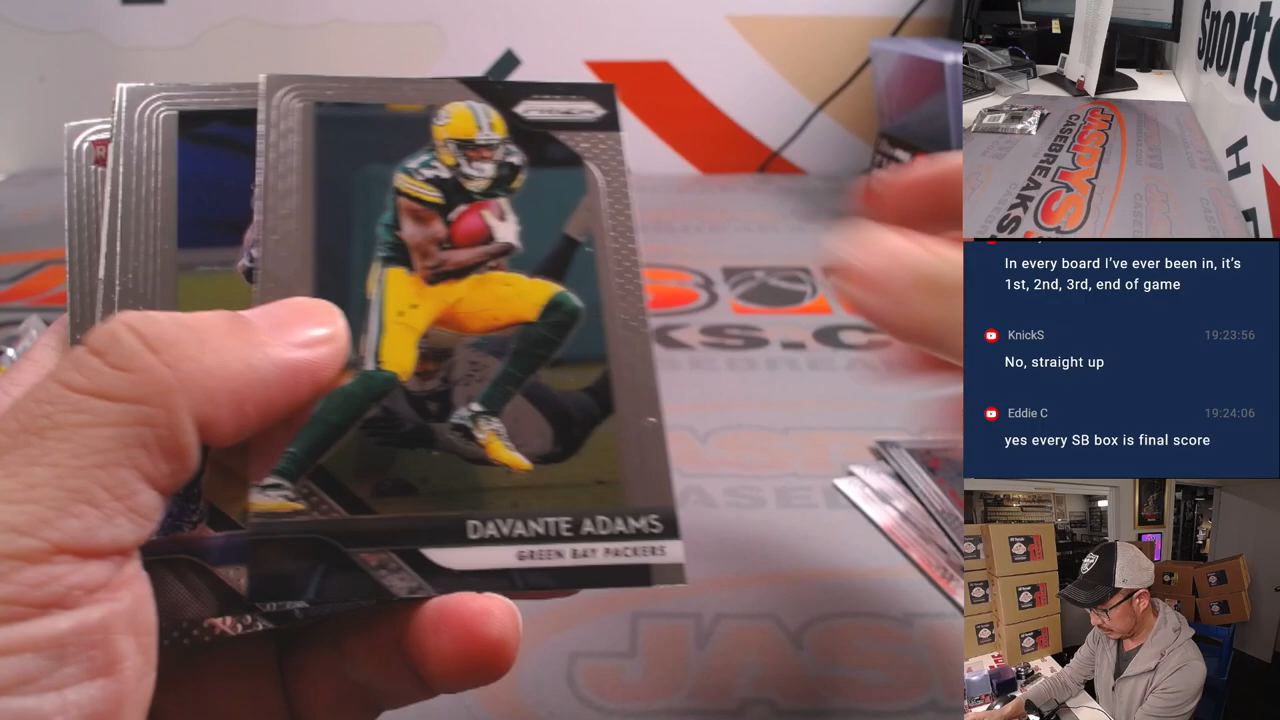 PRIZM
DAVANTE ADAMS
GREEN BAY PACKERS
KS.C
JASPYS
CASEBREAKS
Sports
H
In every board I've ever been in, it's
1st, 2nd, 3rd, end of game
KnickS
19:23:56
No, straight up
Eddie C
19:24:06
yes every SB box is final score
JAS